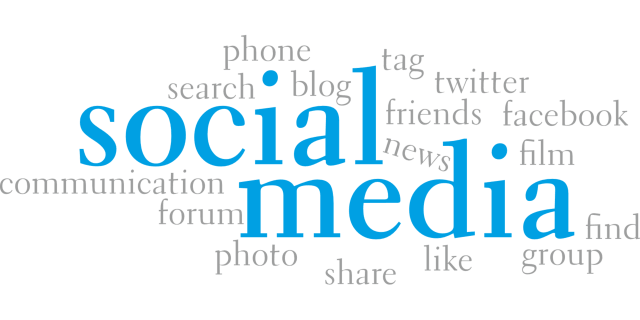 phone
tag
search
blog
twitter
social
friends
facebook
news
film
communication
media
forum
find
photo
share
like
group